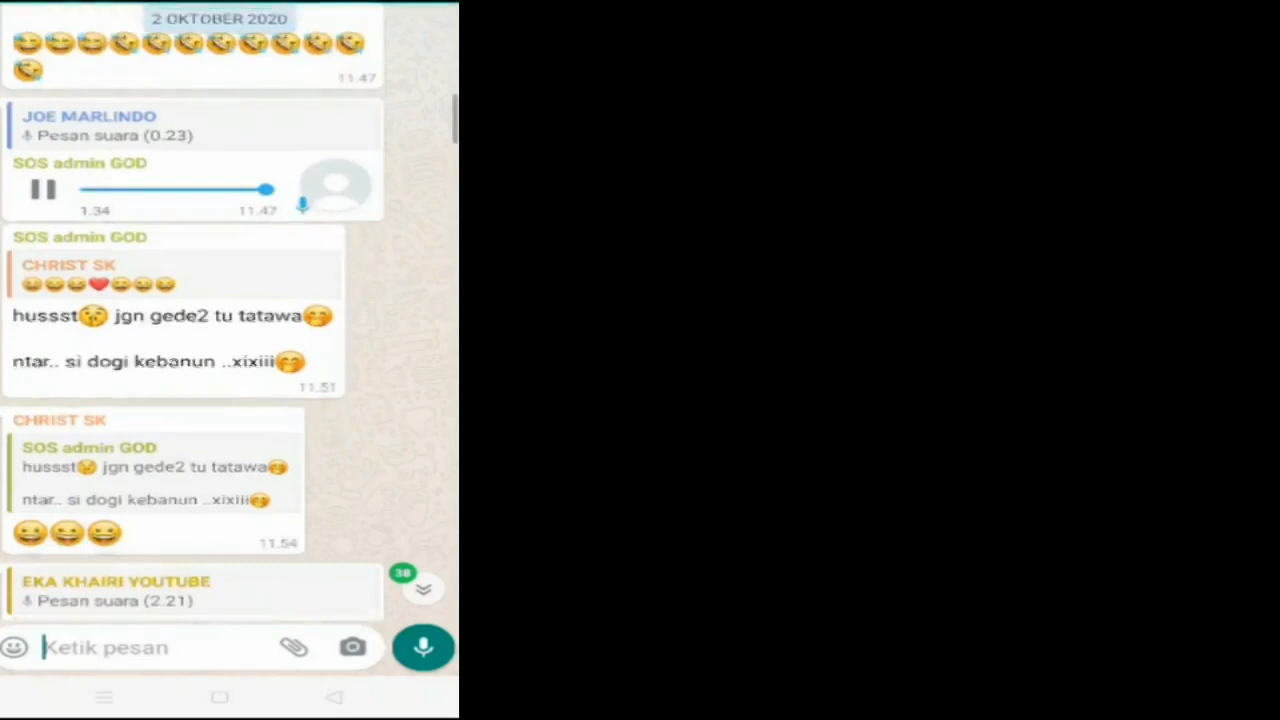 2 OKTOBER 2020
11.47
JOE MARLINDO
Pesan suara (0.23)
SOS admin GOD
1.34 11.47
SOS admin GOD
CHRIST SK
😀😀😀❤️😀😀😀
hussst🤫 jgn gede2 tu tatawa🤭
ntar.. si dogi kebanun ..xixiii🤭
11.51
CHRIST SK
SOS admin GOD
hussst🤫 jgn gede2 tu tatawa🤭
ntar.. si dogi kebanun ..xixiii🤭
😀😀😀
11.54
EKA KHAIRI YOUTUBE
Pesan suara (2.21)
38
Ketik pesan